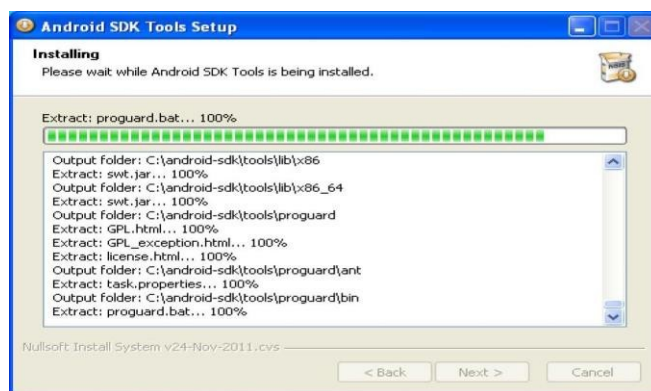 Android SDK Tools Setup
Installing
Please wait while Android SDK Tools is being installed.
Extract: proguard.bat... 100%
Output folder: C:\android-sdk\tools\lib\x86
Extract: swt.jar... 100%
Output folder: C:\android-sdk\tools\lib\x86_64
Extract: swt.jar... 100%
Output folder: C:\android-sdk\tools\proguard
Extract: GPL.html... 100%
Extract: GPL_exception.html... 100%
Extract: license.html... 100%
Output folder: C:\android-sdk\tools\proguard\ant
Extract: task.properties... 100%
Output folder: C:\android-sdk\tools\proguard\bin
Extract: proguard.bat... 100%
Nullsoft Install System v24-Nov-2011.cvs
< Back Next > Cancel